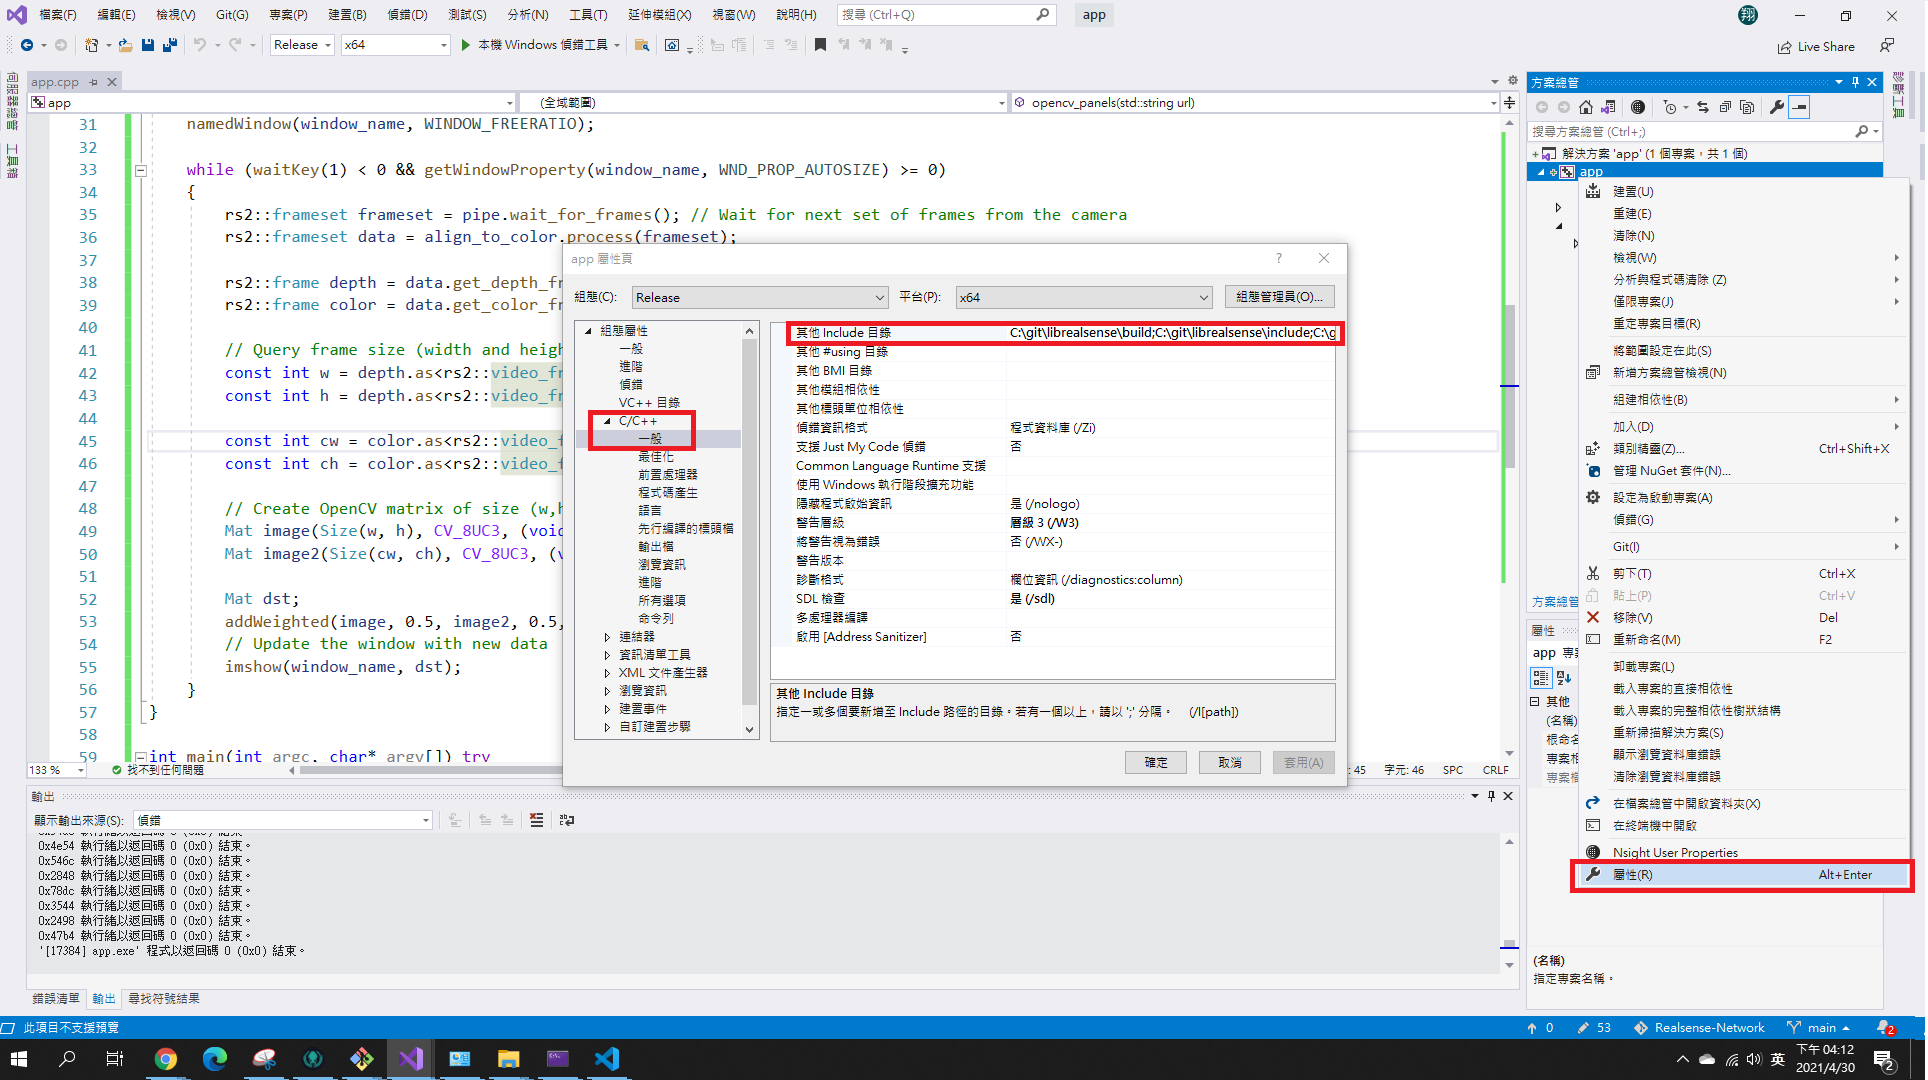 檔案(F) 編輯(E) 檢視(V) Git(G) 專案(P) 建置(B) 偵錯(D) 測試(S) 分析(N) 工具(T) 延伸模組(X) 視窗(W) 說明(H) 搜尋 (Ctrl+Q) app 翔
Release x64 本機 Windows 偵錯工具 Live Share
伺服器總管 工具箱
app.cpp
app (全域範圍) opencv_panels(std::string url)
31 namedWindow(window_name, WINDOW_FREERATIO);
32
33 while (waitKey(1) < 0 && getWindowProperty(window_name, WND_PROP_AUTOSIZE) >= 0)
34 {
35 rs2::frameset frameset = pipe.wait_for_frames(); // Wait for next set of frames from the camera
36 rs2::frameset data = align_to_color.process(frameset);
37
38 rs2::frame depth = data.get_depth_fr
39 rs2::frame color = data.get_color_fr
40
41 // Query frame size (width and heigh
42 const int w = depth.as<rs2::video_fr
43 const int h = depth.as<rs2::video_fr
44
45 const int cw = color.as<rs2::video_f
46 const int ch = color.as<rs2::video_f
47
48 // Create OpenCV matrix of size (w,h
49 Mat image(Size(w, h), CV_8UC3, (void
50 Mat image2(Size(cw, ch), CV_8UC3, (v
51
52 Mat dst;
53 addWeighted(image, 0.5, image2, 0.5,
54 // Update the window with new data
55 imshow(window_name, dst);
56 }
57 }
58
59 int main(int argc, char* argv[]) try
133 % 找不到任何問題 : 45 字元: 46 SPC CRLF
app 屬性頁 ?
組態(C): Release 平台(P): x64 組態管理員(O)...
組態屬性
一般
進階
偵錯
VC++ 目錄
C/C++
一般
最佳化
前置處理器
程式碼產生
語言
先行編譯的標頭檔
輸出檔
瀏覽資訊
進階
所有選項
命令列
連結器
資訊清單工具
XML 文件產生器
瀏覽資訊
建置事件
自訂建置步驟
其他 Include 目錄 C:\git\librealsense\build;C:\git\librealsense\include;C:\g
其他 #using 目錄
其他 BMI 目錄
其他模組相依性
其他標頭單位相依性
偵錯資訊格式 程式資料庫 (/Zi)
支援 Just My Code 偵錯 否
Common Language Runtime 支援
使用 Windows 執行階段擴充功能
隱藏程式啟始資訊 是 (/nologo)
警告層級 層級 3 (/W3)
將警告視為錯誤 否 (/WX-)
警告版本
診斷格式 欄位資訊 (/diagnostics:column)
SDL 檢查 是 (/sdl)
多處理器編譯
啟用 [Address Sanitizer] 否
其他 Include 目錄
指定一或多個要新增至 Include 路徑的目錄。若有一個以上，請以 ';' 分隔。 (/I[path])
確定 取消 套用(A)
方案總管
搜尋方案總管 (Ctrl+;)
解決方案 'app' (1 個專案，共 1 個)
app
診斷工具
建置(U)
重建(E)
清除(N)
檢視(W)
分析與程式碼清除 (Z)
僅限專案(J)
重定專案目標(R)
將範圍設定在此(S)
新增方案總管檢視(N)
組建相依性(B)
加入(D)
類別精靈(Z)... Ctrl+Shift+X
管理 NuGet 套件(N)...
設定為啟動專案(A)
偵錯(G)
Git(I)
剪下(T) Ctrl+X
貼上(P) Ctrl+V
移除(V) Del
重新命名(M) F2
卸載專案(L)
載入專案的直接相依性
載入專案的完整相依性樹狀結構
重新掃描解決方案(S)
顯示瀏覽資料庫錯誤
清除瀏覽資料庫錯誤
在檔案總管中開啟資料夾(X)
在終端機中開啟
Nsight User Properties
屬性(R) Alt+Enter
方案總管
屬性
app 專
其他
(名稱)
根命名
專案相
專案檔
(名稱)
指定專案名稱。
輸出
顯示輸出來源(S): 偵錯
執行緒以返回碼 0 (0x0) 結束。
0x4e54 執行緒以返回碼 0 (0x0) 結束。
0x546c 執行緒以返回碼 0 (0x0) 結束。
0x2848 執行緒以返回碼 0 (0x0) 結束。
0x78dc 執行緒以返回碼 0 (0x0) 結束。
0x3544 執行緒以返回碼 0 (0x0) 結束。
0x2498 執行緒以返回碼 0 (0x0) 結束。
0x47b4 執行緒以返回碼 0 (0x0) 結束。
'[17384] app.exe' 程式以返回碼 0 (0x0) 結束。
錯誤清單 輸出 尋找符號結果
此項目不支援預覽 0 53 Realsense-Network main 2
英 下午 04:12
2021/4/30 2